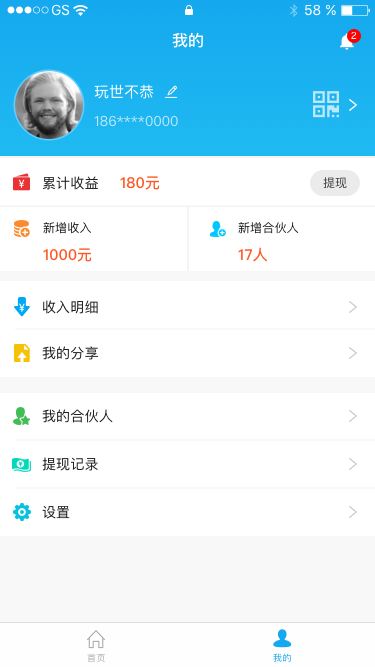 GS 58 %
我的
2
玩世不恭
186****0000
累计收益 180元 提现
新增收入 新增合伙人
1000元 17人
收入明细
我的分享
我的合伙人
提现记录
设置
首页 我的